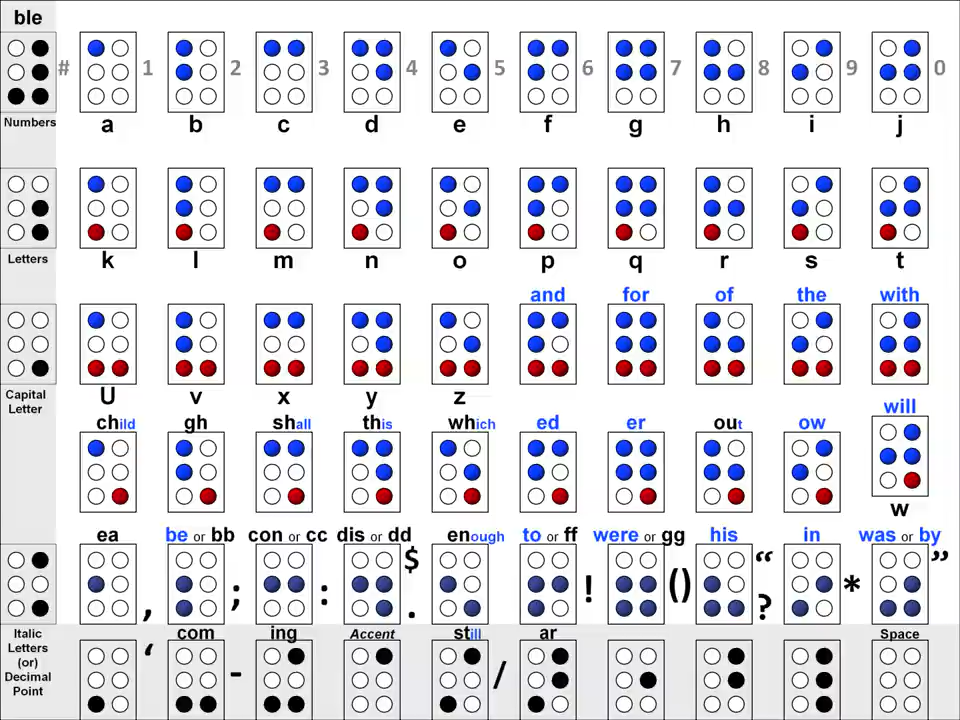 ble
# 1 2 3 4 5 6 7 8 9 0
Numbers
a b c d e f g h i j
Letters
k l m n o p q r s t
and for of the with
Capital Letter
U v x y z
will
child gh shall this which ed er out ow
w
ea be or bb con or cc dis or dd enough to or ff were or gg his in was or by
$ “ ”
, ; : . ! () ? *
Italic Letters (or) Decimal Point
com ing Accent still ar Space
‘ - /